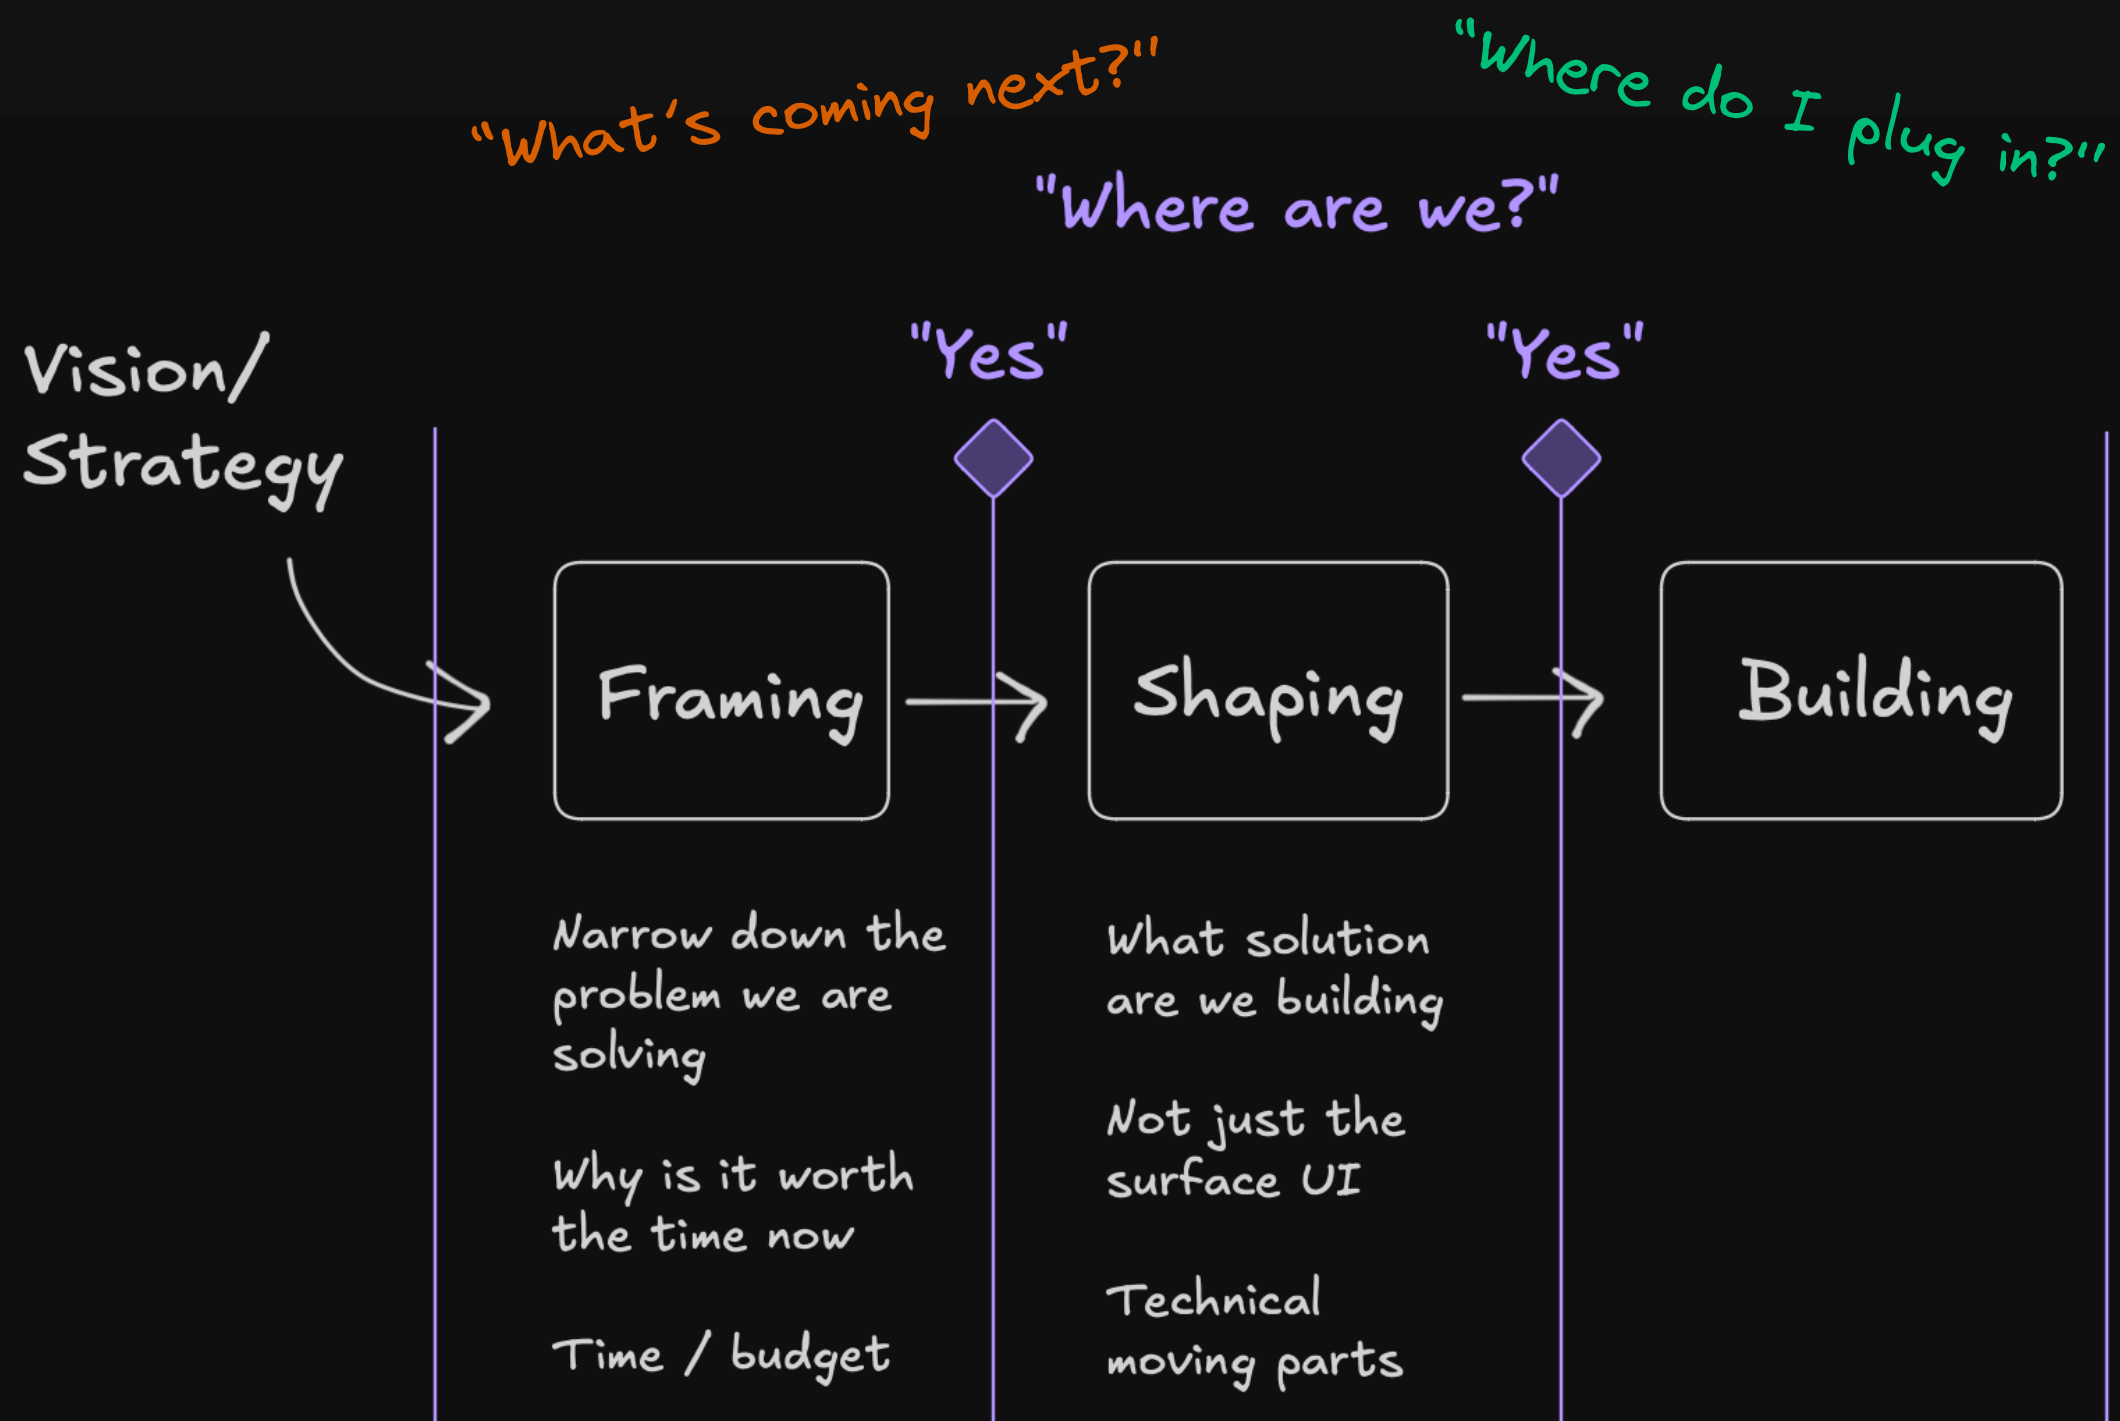 "What's coming next?"
"Where do I plug in?"
"Where are we?"
"Yes"
"Yes"
Vision/
Strategy
Framing
Shaping
Building
Narrow down the
problem we are
solving
Why is it worth
the time now
Time / budget
What solution
are we building
Not just the
surface UI
Technical
moving parts